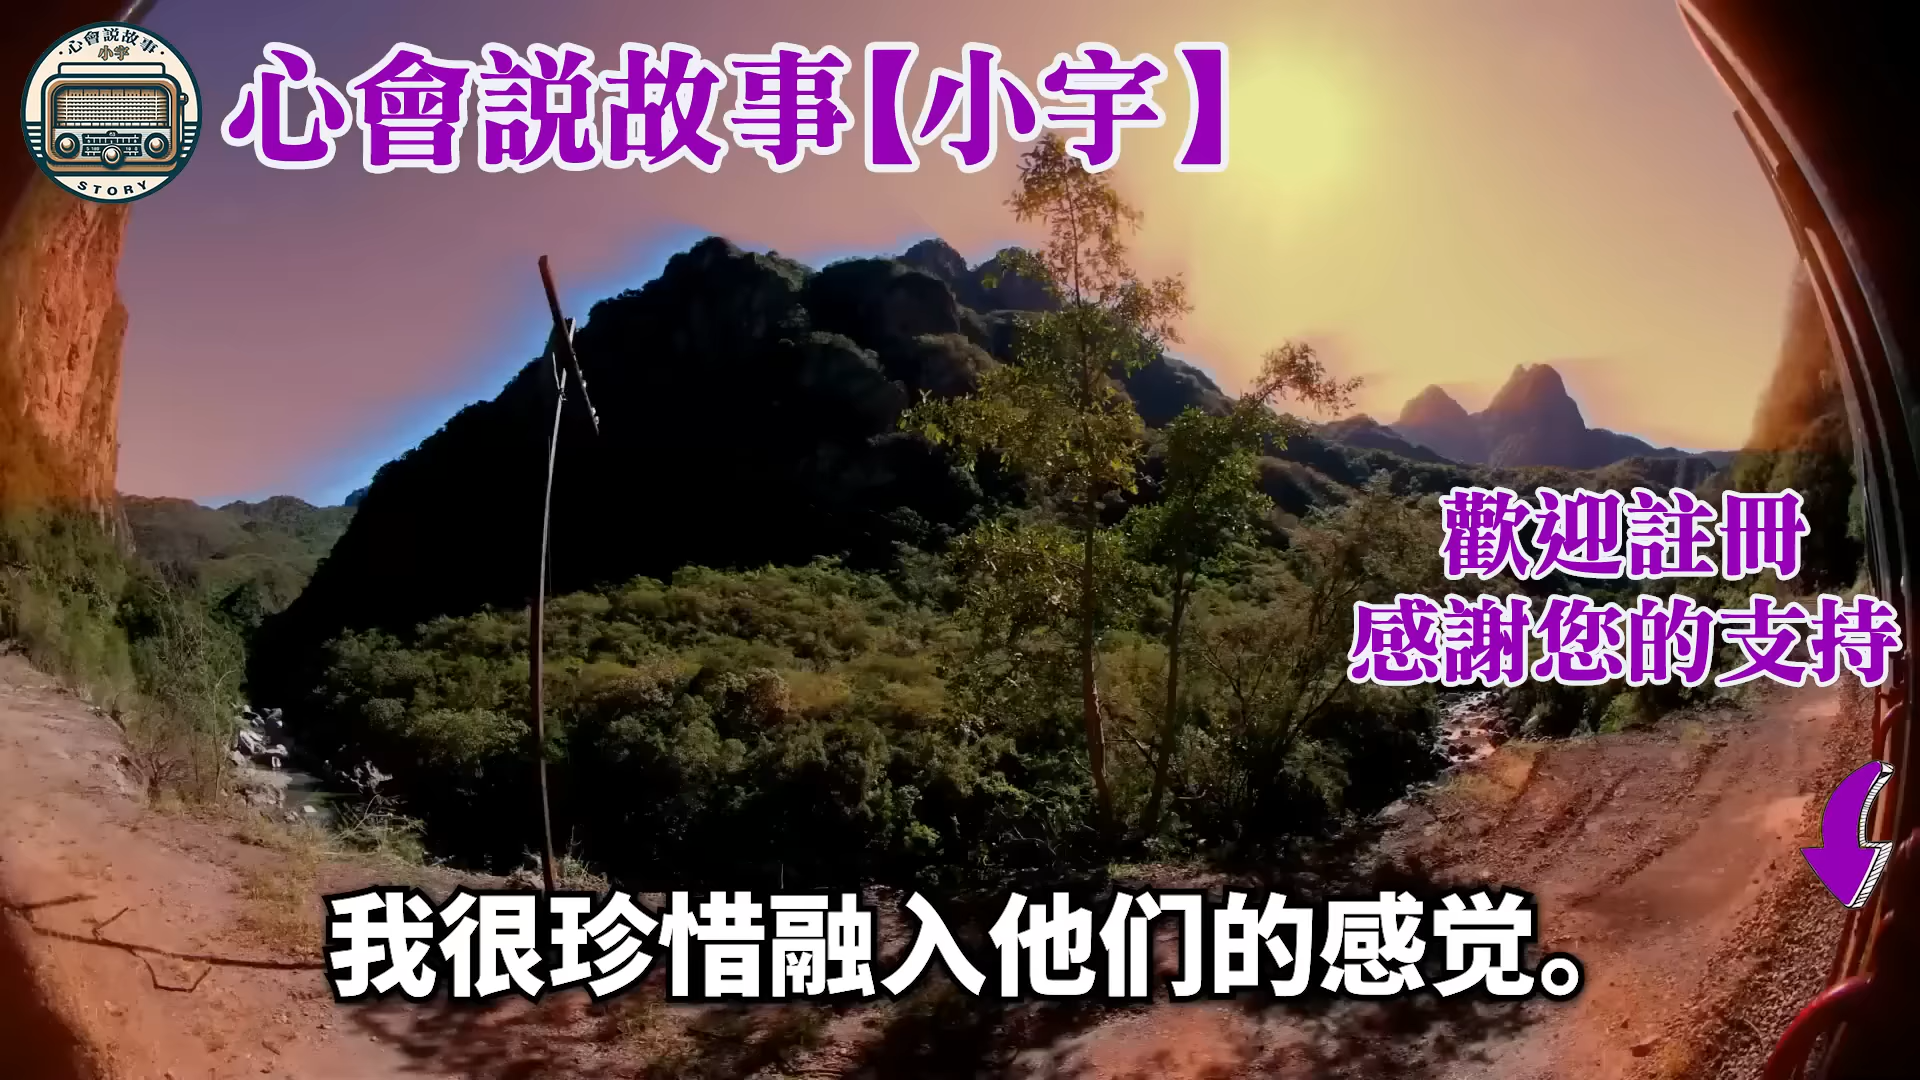 ·心會説故事·
小宇
STORY
心會説故事【小宇】
歡迎註冊
感謝您的支持
我很珍惜融入他们的感觉。